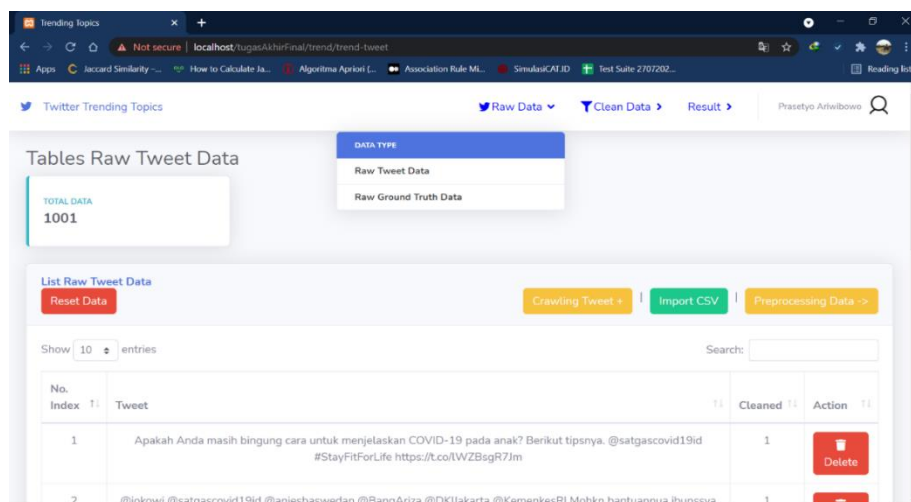 Trending Topics
Not secure | localhost/tugasAkhirFinal/trend/trend-tweet
Apps Jaccard Similarity -... How to Calculate Ja... Algoritma Apriori (... Association Rule Mi... SimulasiCAT.ID Test Suite 2707202... Reading list
Twitter Trending Topics Raw Data Clean Data Result Prasetyo Ariwibowo
DATA TYPE
Raw Tweet Data
Raw Ground Truth Data
Tables Raw Tweet Data
TOTAL DATA
1001
List Raw Tweet Data
Reset Data Crawling Tweet + | Import CSV | Preprocessing Data ->
Show 10 entries Search:
No. Index Tweet Cleaned Action
1 Apakah Anda masih bingung cara untuk menjelaskan COVID-19 pada anak? Berikut tipsnya. @satgascovid19id 1
#StayFitForLife https://t.co/lWZBsgR7Jm Delete
2 @jokowi @satgascovid19id @aniesbaswedan @BangAriza @DKIJakarta @KemenkesRI Mohkn bantuannya ibunssya 1